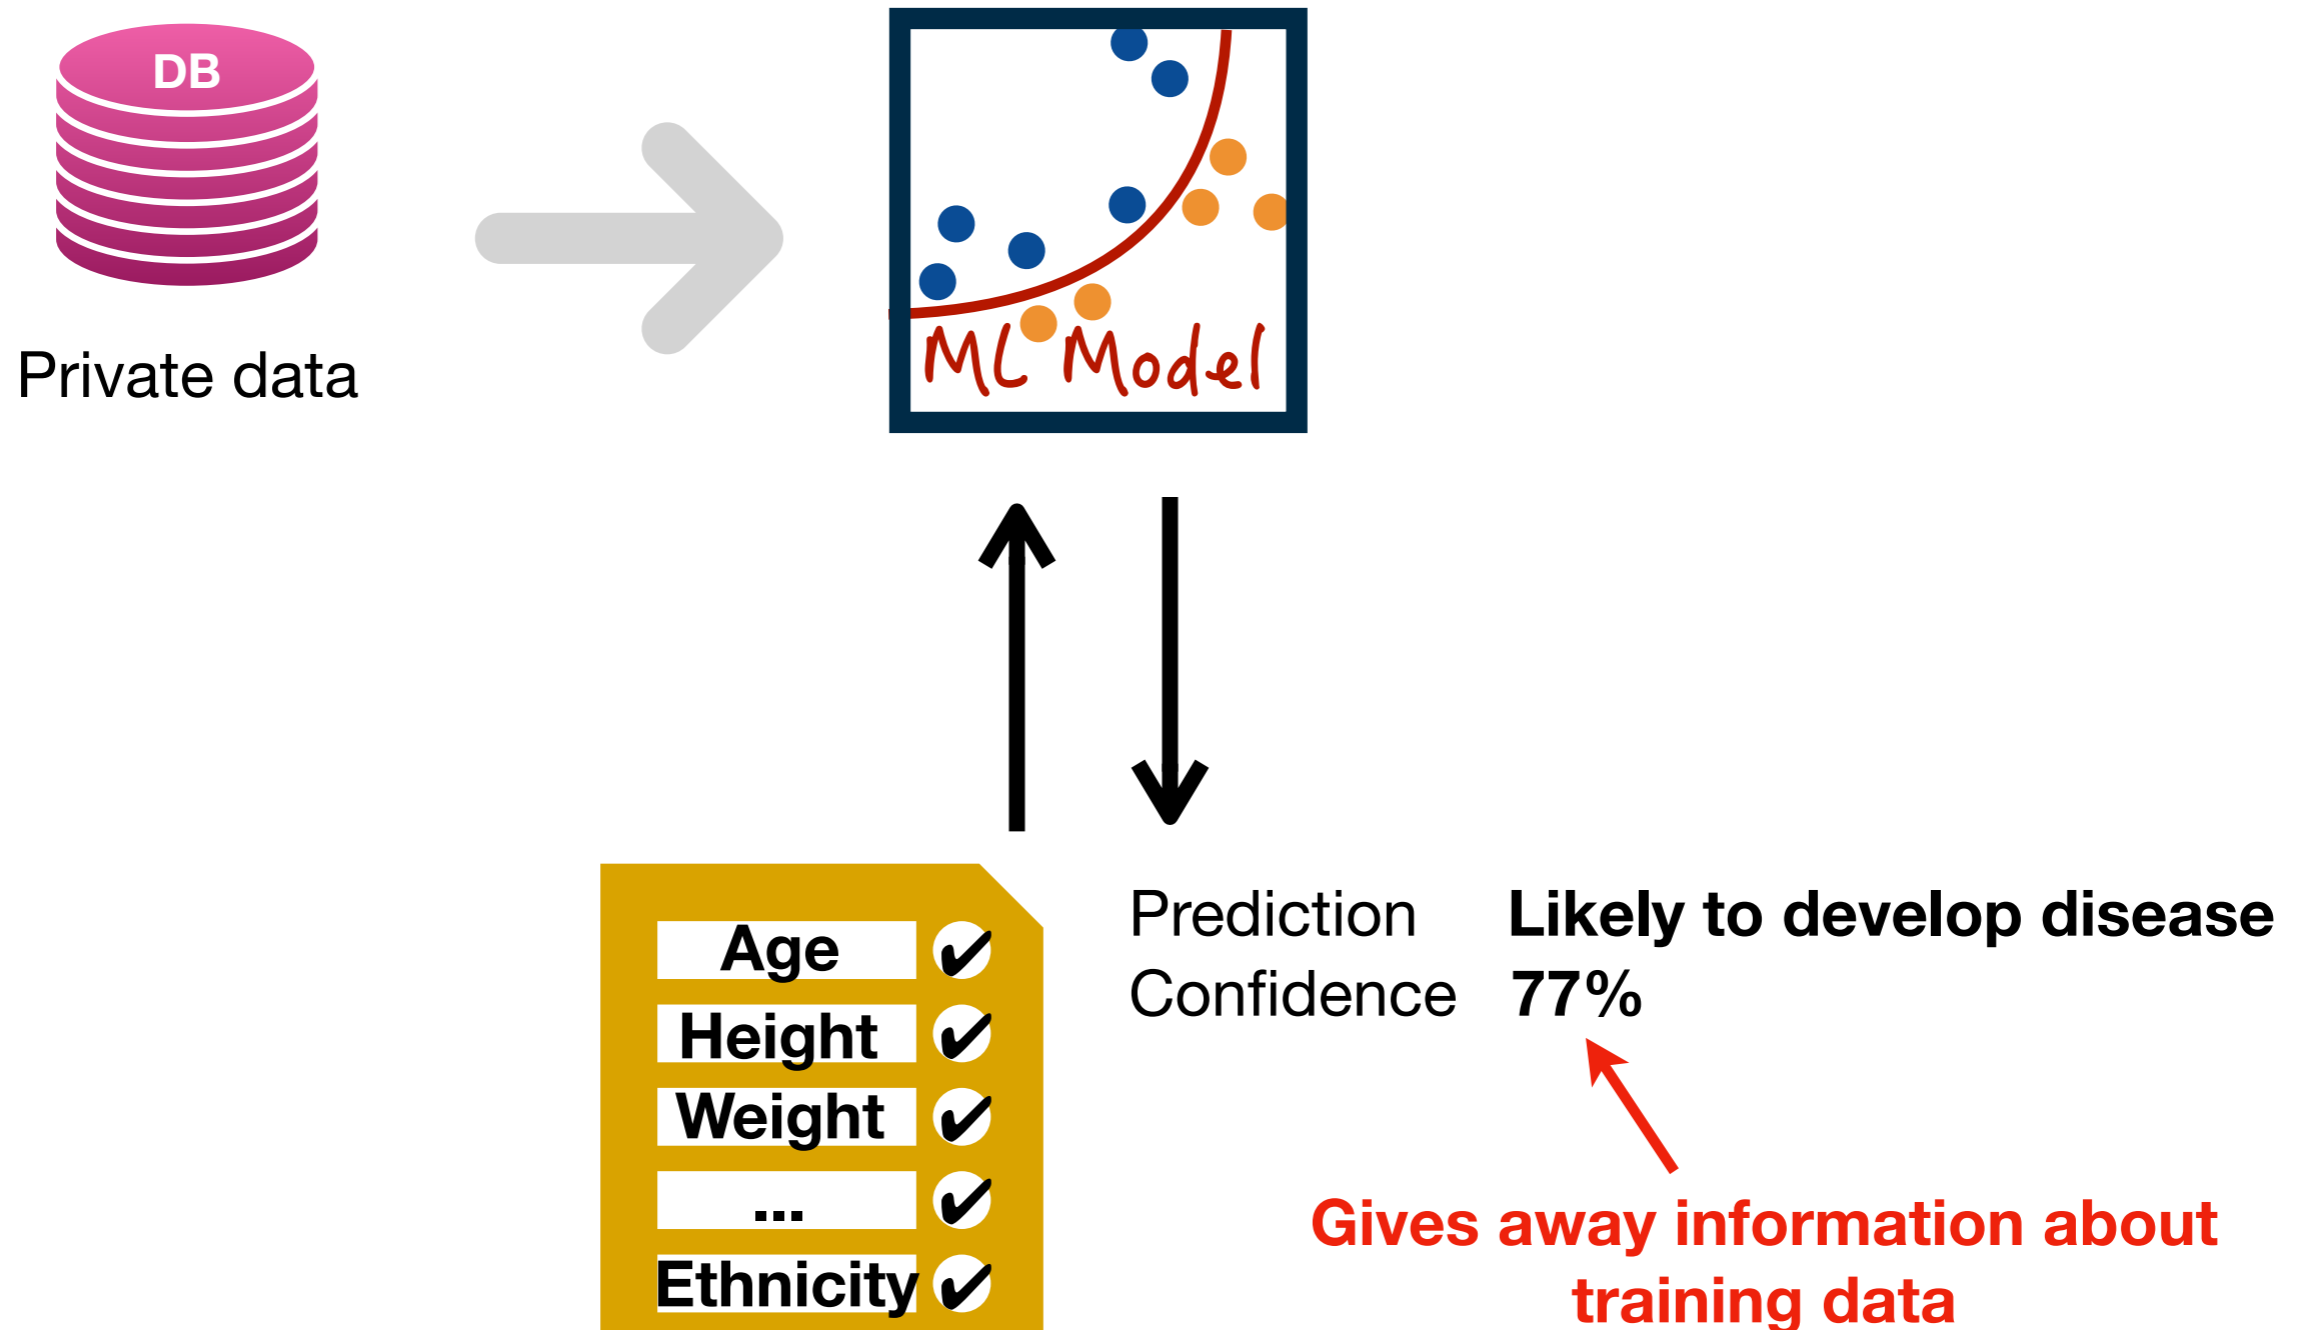 DB
Private data
ML Model
Age
Height
Weight
...
Ethnicity
Prediction Likely to develop disease
Confidence 77%
Gives away information about
training data